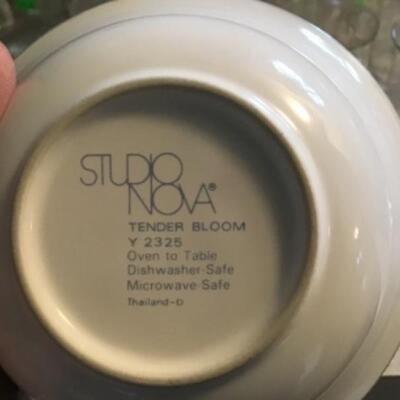 STUDIO
NOVA®
TENDER BLOOM
Y 2325
Oven to Table
Dishwasher-Safe
Microwave-Safe
Thailand-D